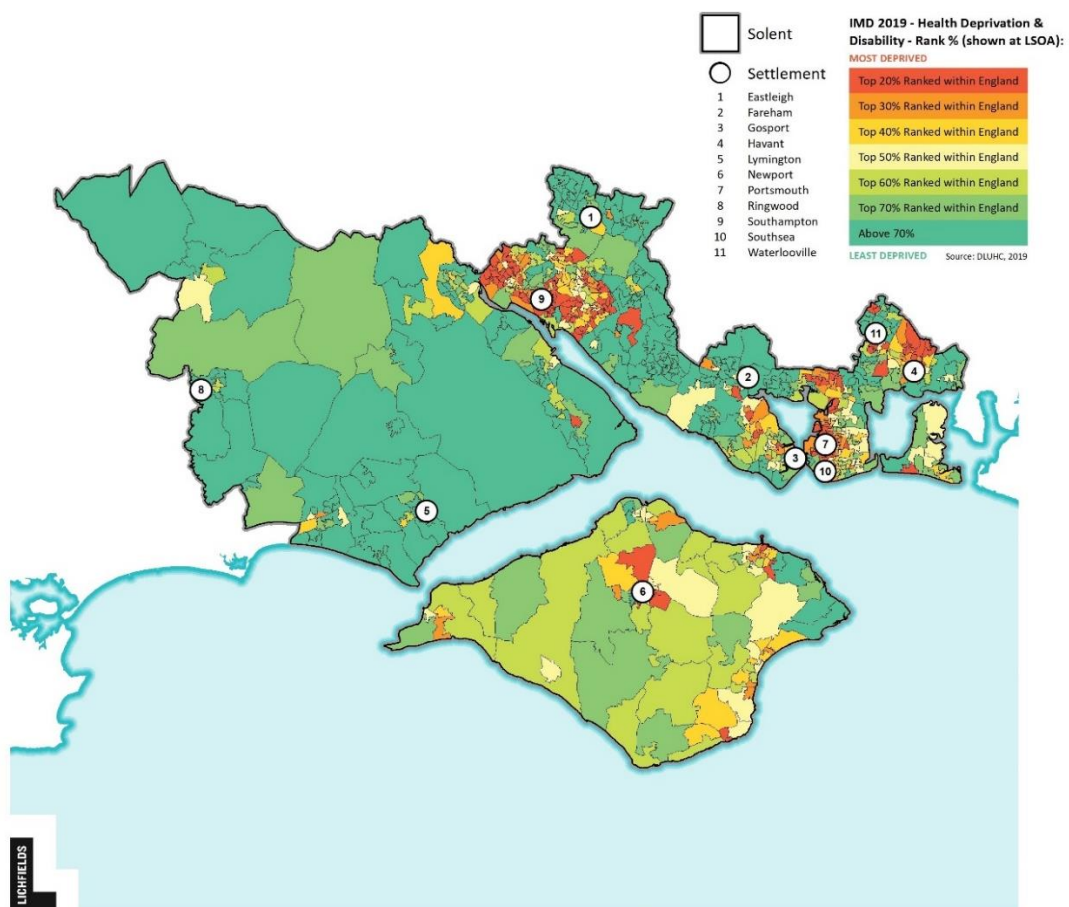 Solent
Settlement
1 Eastleigh
2 Fareham
3 Gosport
4 Havant
5 Lymington
6 Newport
7 Portsmouth
8 Ringwood
9 Southampton
10 Southsea
11 Waterlooville
IMD 2019 - Health Deprivation &
Disability - Rank % (shown at LSOA):
MOST DEPRIVED
Top 20% Ranked within England
Top 30% Ranked within England
Top 40% Ranked within England
Top 50% Ranked within England
Top 60% Ranked within England
Top 70% Ranked within England
Above 70%
LEAST DEPRIVED Source: DLUHC, 2019
1
9
11
2
4
8
7
3
10
5
6
LICHFIELDS